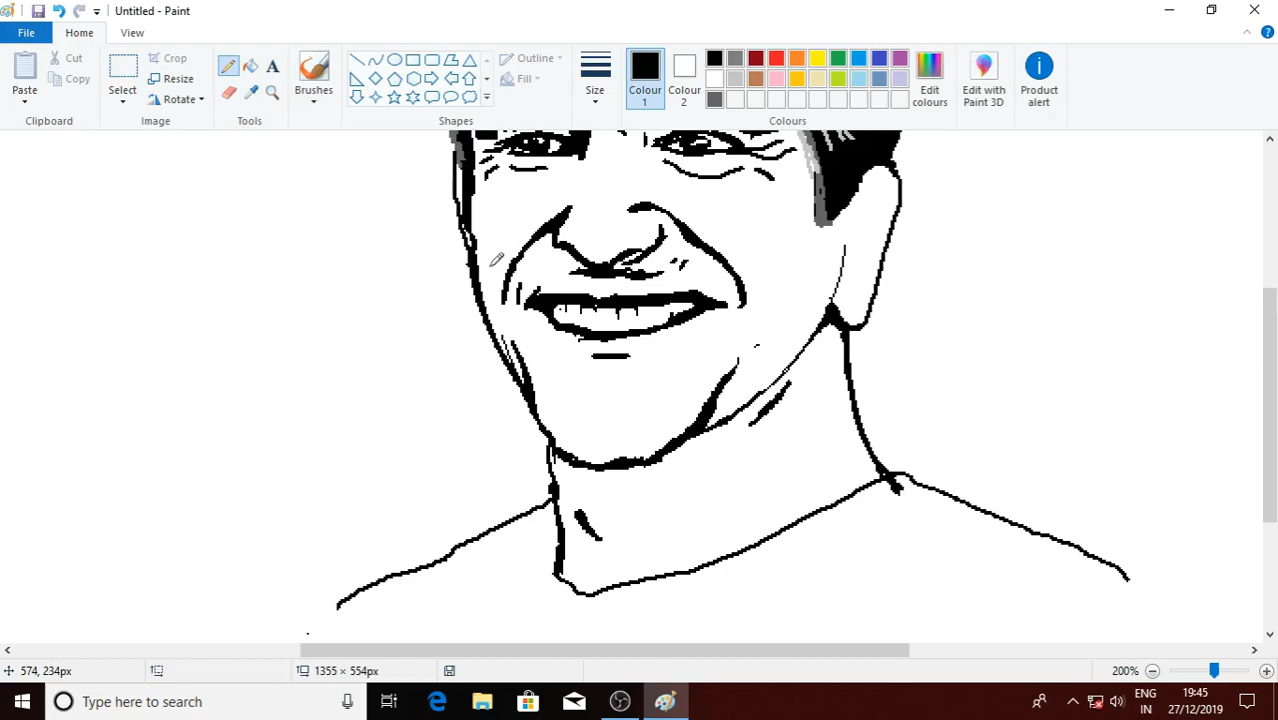 Untitled - Paint
File Home View
Paste
Cut
Copy
Clipboard
Select
Crop
Resize
Rotate
Image
A
Tools
Brushes
Outline
Fill
Shapes
Size
Colour 1
Colour 2
Edit colours
Colours
Edit with Paint 3D
Product alert
574, 234px
1355 × 554px
200%
Type here to search
ENG
IN
19:45
27/12/2019